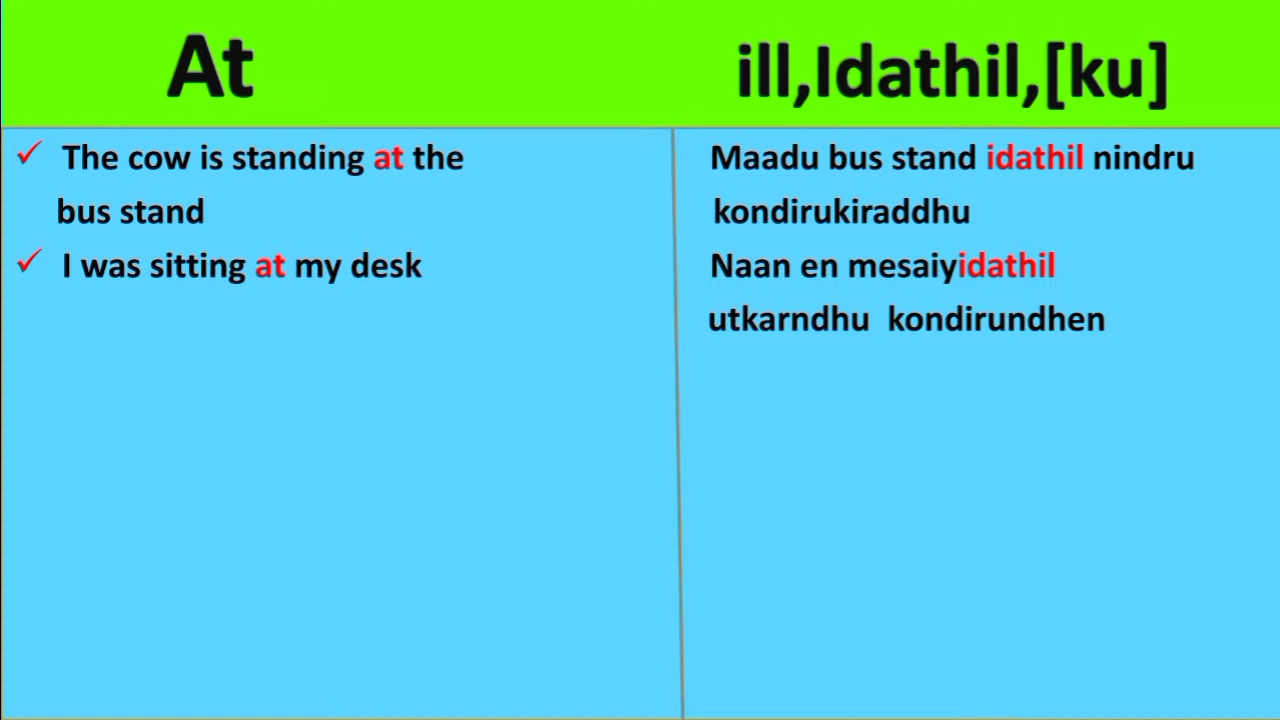 At
ill,Idathil,[ku]
✓ The cow is standing at the
bus stand
✓ I was sitting at my desk
Maadu bus stand idathil nindru
kondirukiraddhu
Naan en mesaiyidathil
utkarndhu kondirundhen